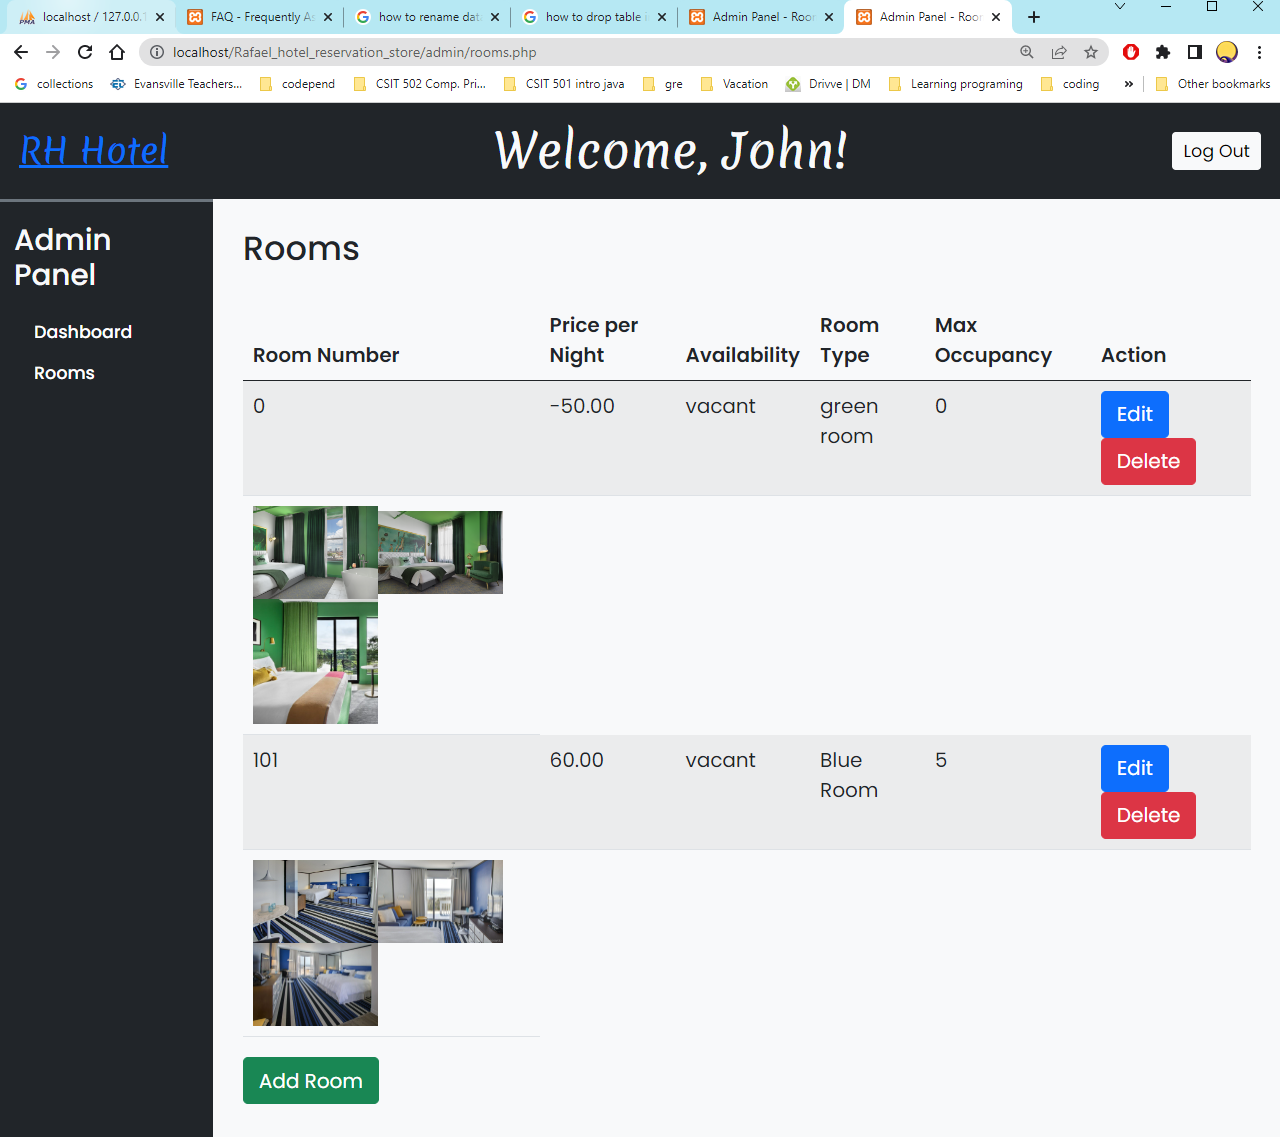 localhost / 127.0.0.1
FAQ - Frequently As
how to rename dat
how to drop table i
Admin Panel - Roor
Admin Panel - Roor
localhost/Rafael_hotel_reservation_store/admin/rooms.php
collections
Evansville Teachers...
codepend
CSIT 502 Comp. Pri...
CSIT 501 intro java
gre
Vacation
Drivve | DM
Learning programing
coding
»
Other bookmarks
RH Hotel
Welcome, John!
Log Out
Admin
Panel
Dashboard
Rooms
Rooms
Room Number
Price per
Night
Availability
Room
Type
Max
Occupancy
Action
0
-50.00
vacant
green
room
0
Edit
Delete
101
60.00
vacant
Blue
Room
5
Edit
Delete
Add Room